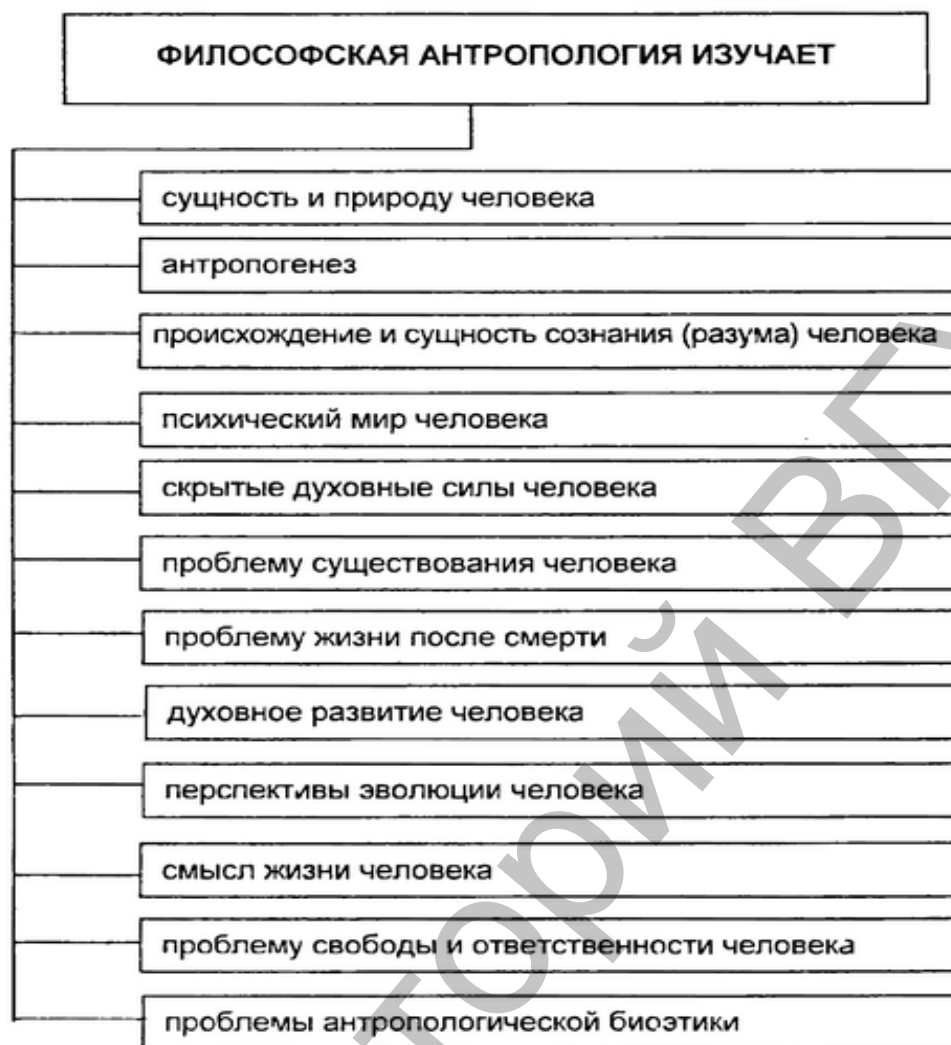 ФИЛОСОФСКАЯ АНТРОПОЛОГИЯ ИЗУЧАЕТ
сущность и природу человека
антропогенез
происхождение и сущность сознания (разума) человека
психический мир человека
скрытые духовные силы человека
проблему существования человека
проблему жизни после смерти
духовное развитие человека
перспективы эволюции человека
смысл жизни человека
проблему свободы и ответственности человека
проблемы антропологической биоэтики